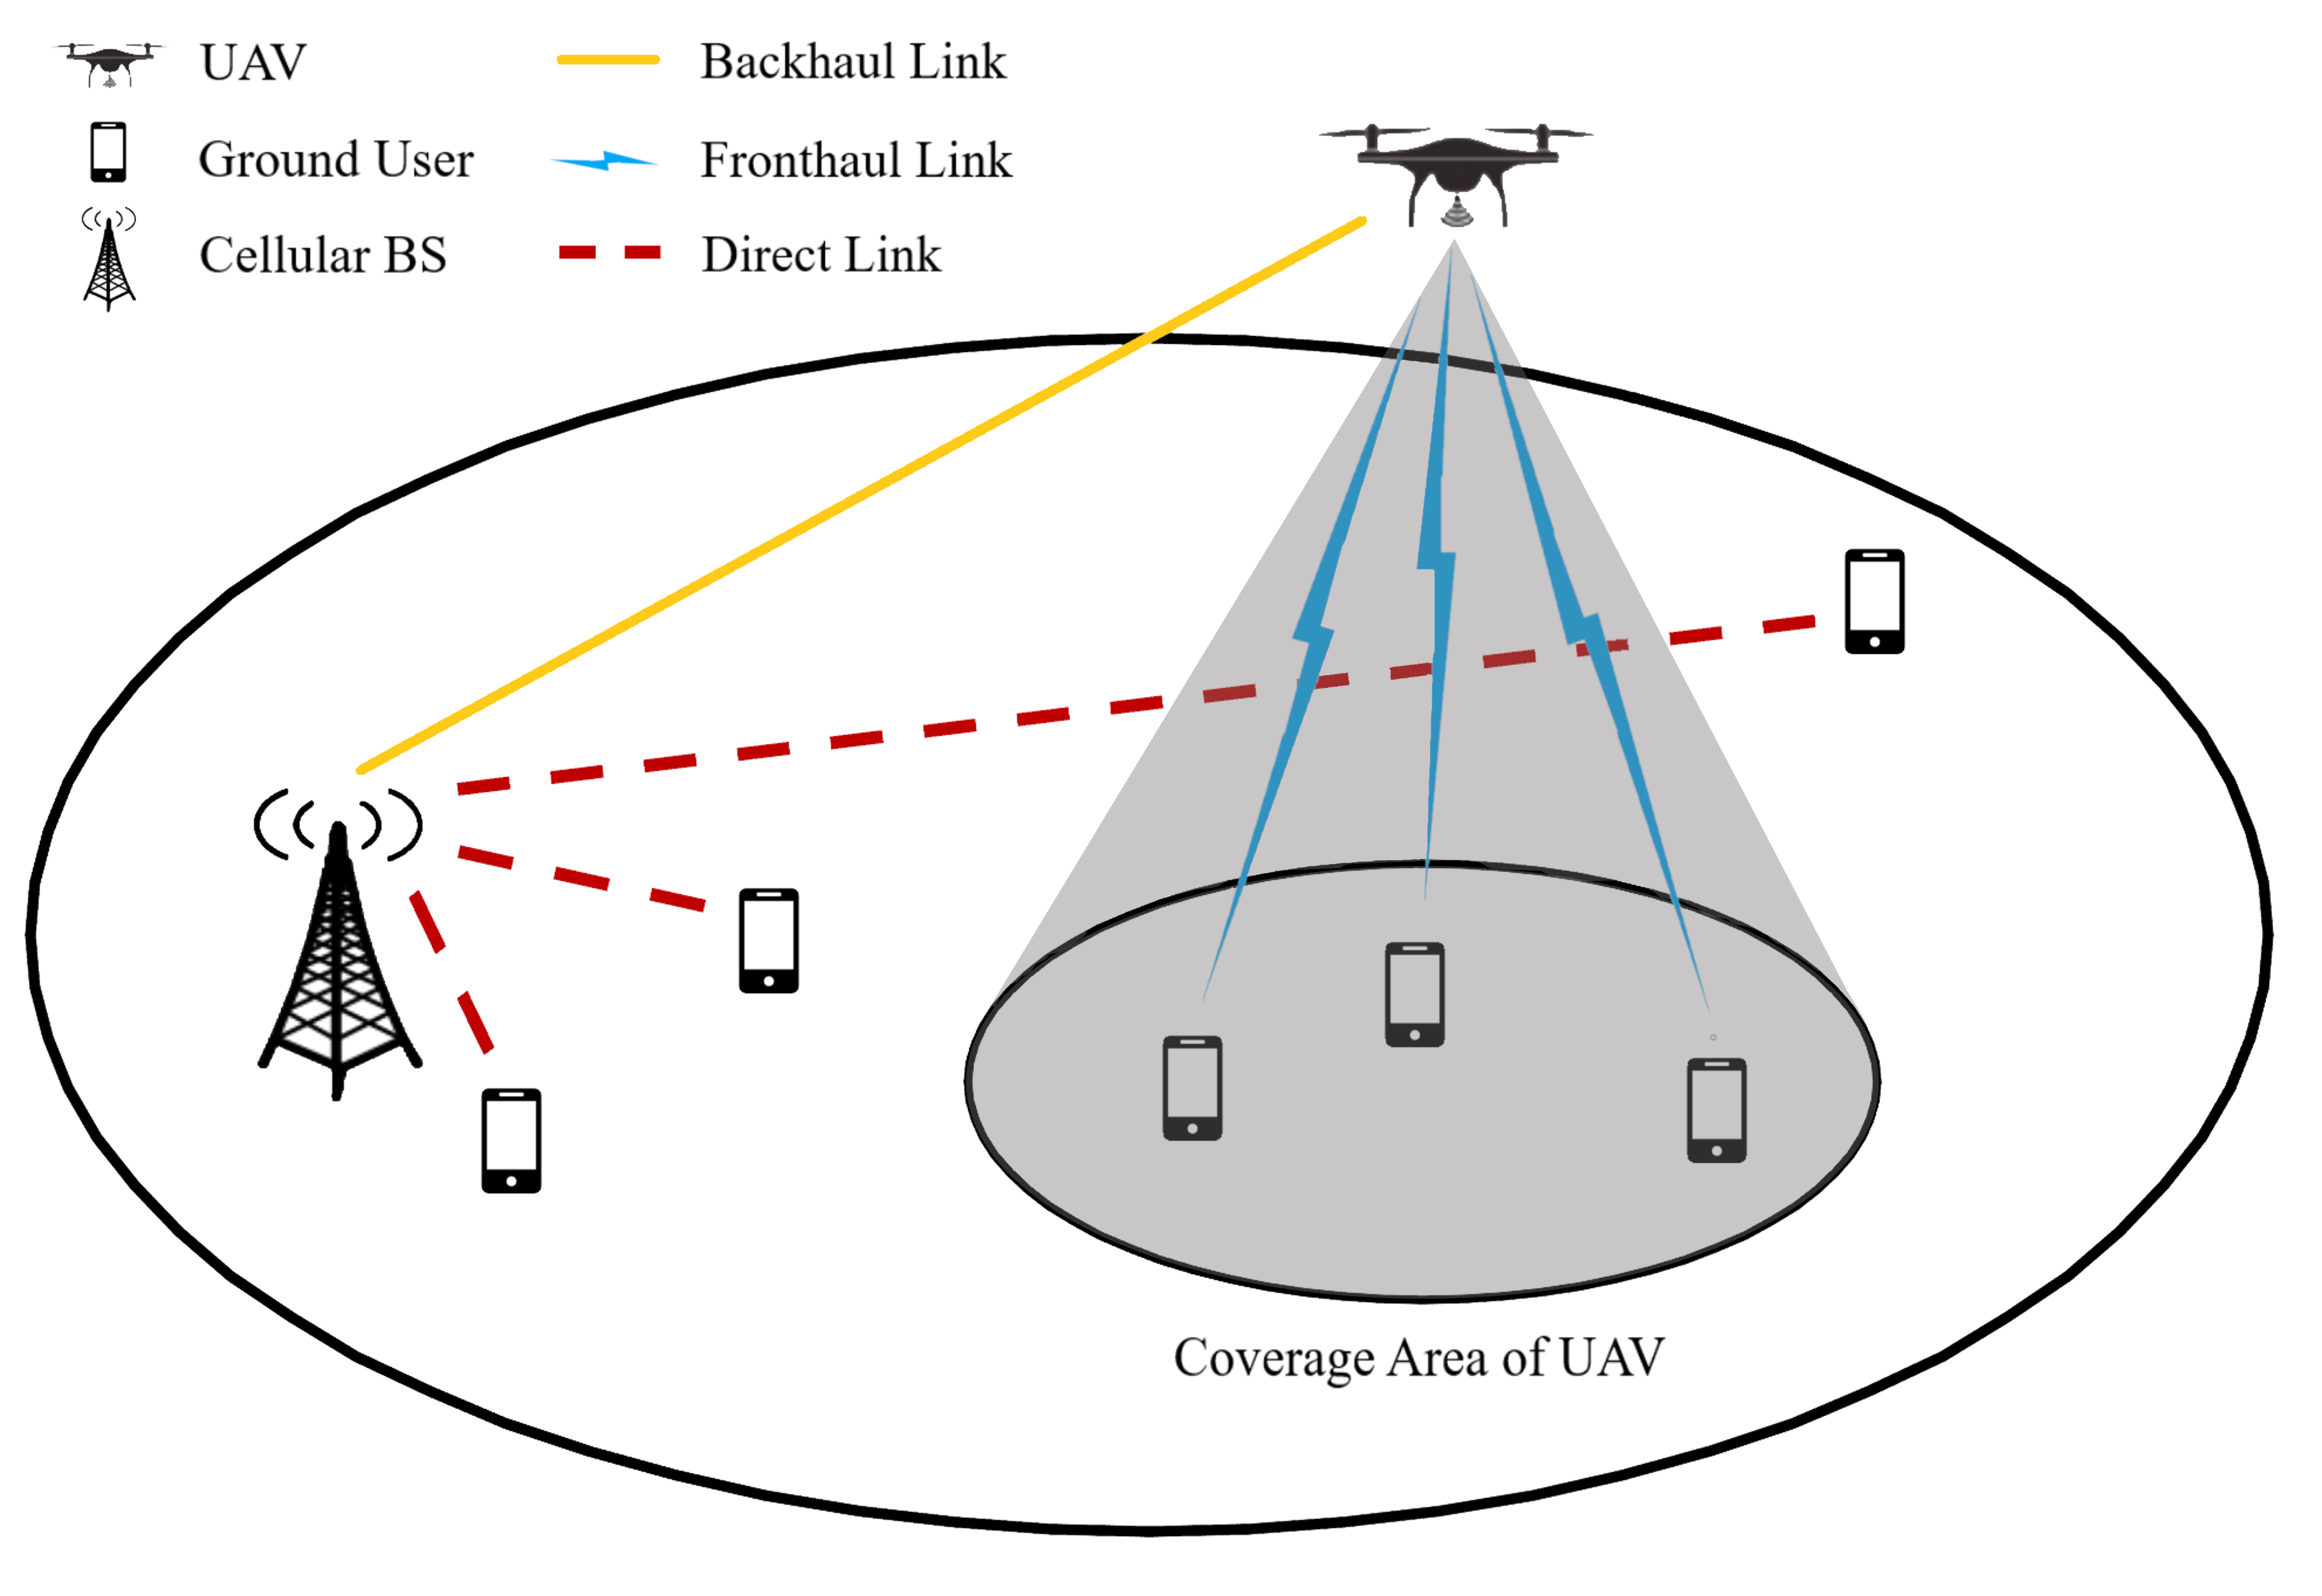 UAV
Backhaul Link
Ground User
Fronthaul Link
Cellular BS
Direct Link
Coverage Area of UAV